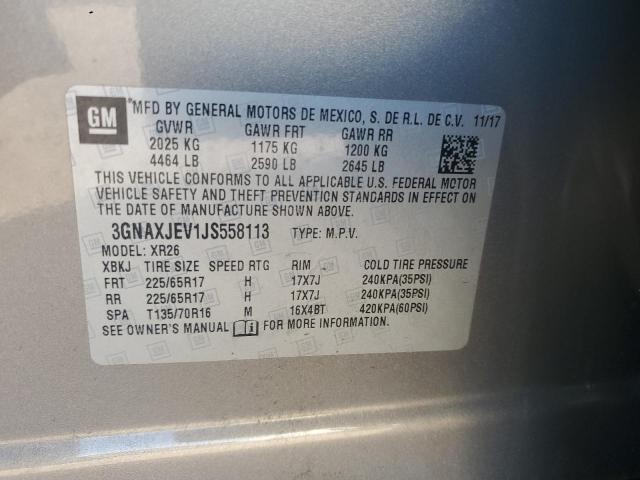 GM
*MFD BY GENERAL MOTORS DE MEXICO, S. DE R.L. DE C.V. 11/17
GVWR GAWR FRT GAWR RR
2025 KG 1175 KG 1200 KG
4464 LB 2590 LB 2645 LB
THIS VEHICLE CONFORMS TO ALL APPLICABLE U.S. FEDERAL MOTOR
VEHICLE SAFETY AND THEFT PREVENTION STANDARDS IN EFFECT ON
DATE OF MANUFACTURE SHOWN ABOVE.
3GNAXJEV1JS558113 TYPE: M.P.V.
MODEL: XR26
XBKJ TIRE SIZE SPEED RTG RIM COLD TIRE PRESSURE
FRT 225/65R17 H 17X7J 240KPA(35PSI)
RR 225/65R17 H 17X7J 240KPA(35PSI)
SPA T135/70R16 M 16X4BT 420KPA(60PSI)
SEE OWNER'S MANUAL FOR MORE INFORMATION.